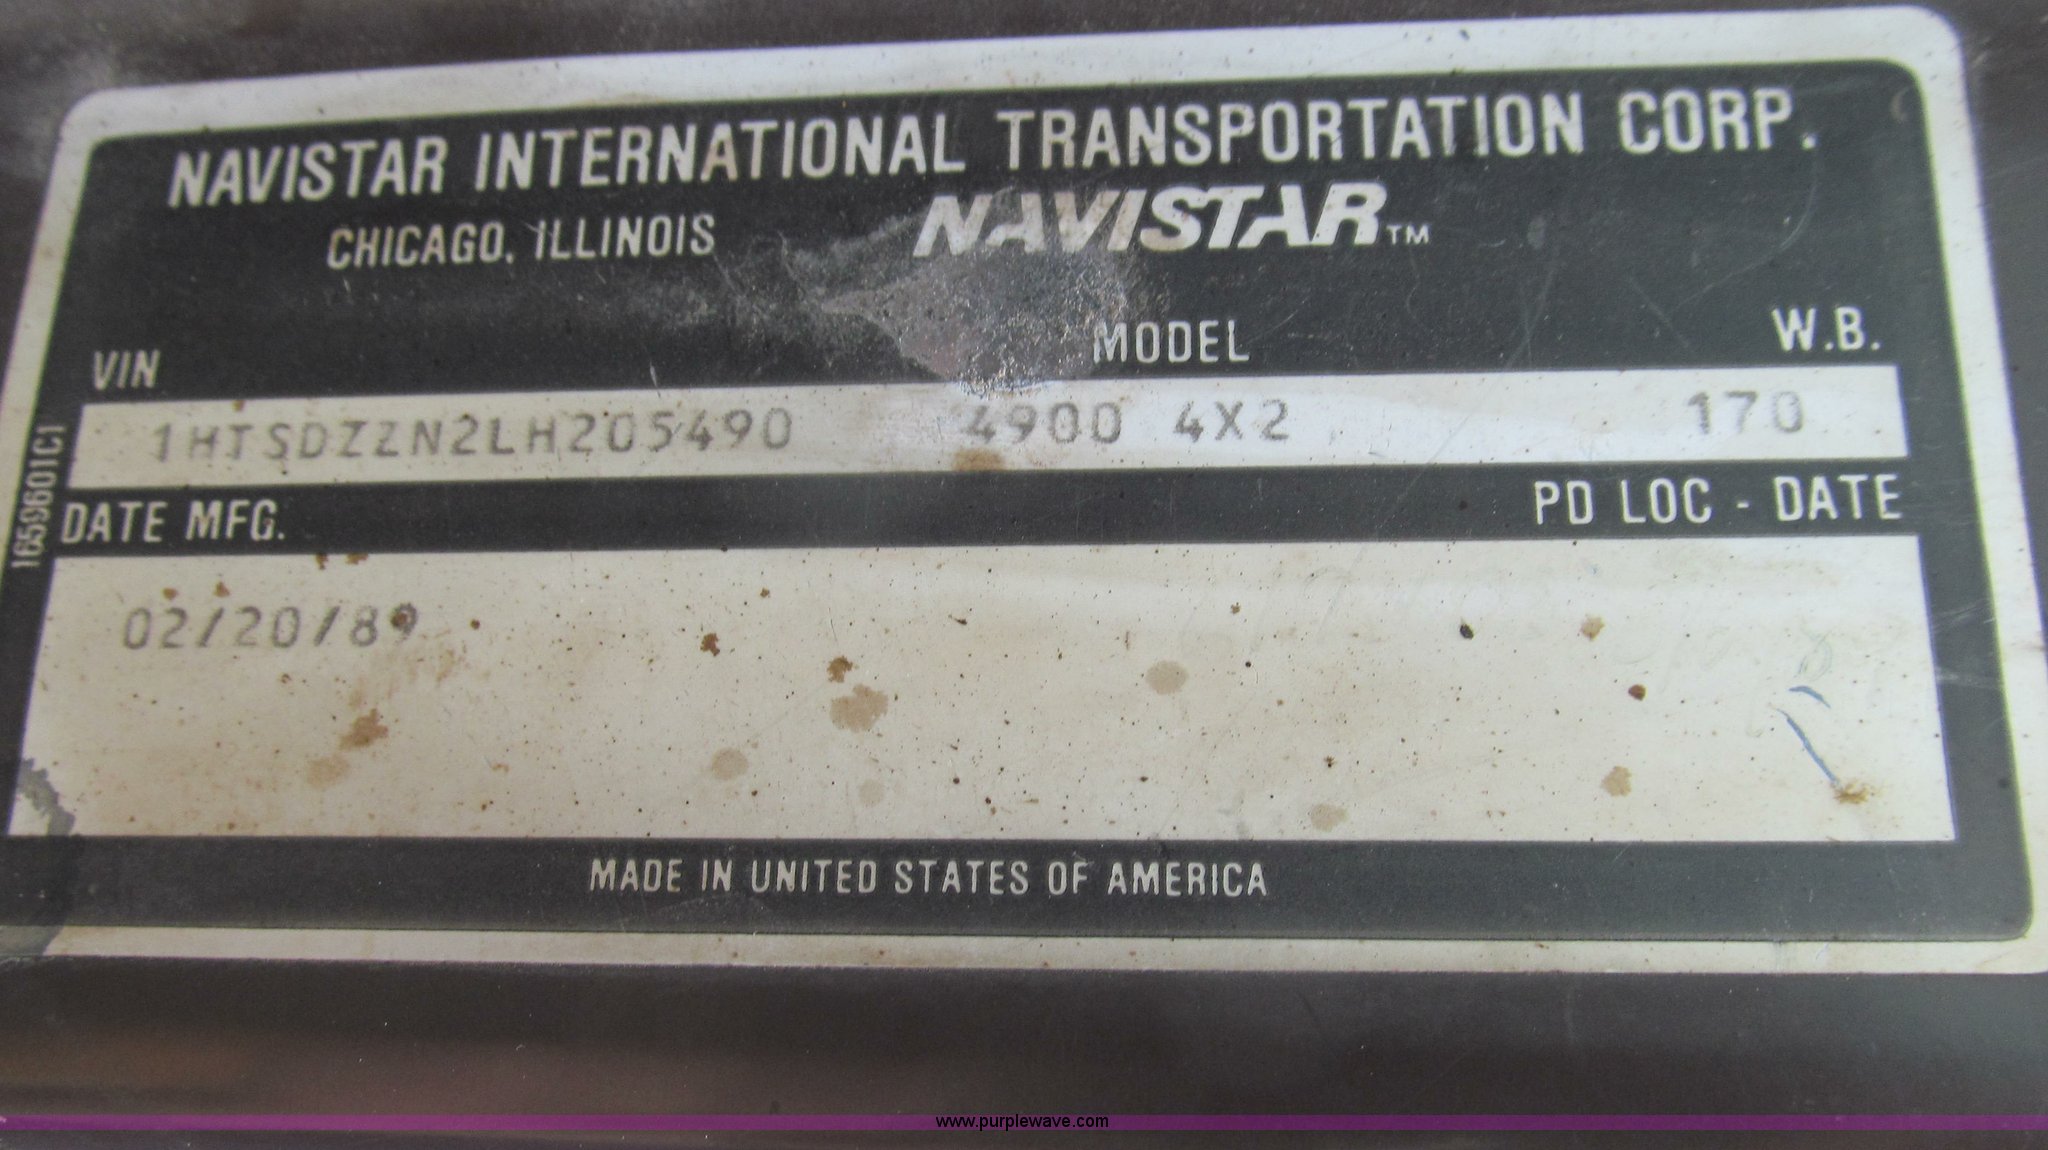 NAVISTAR INTERNATIONAL TRANSPORTATION CORP.
CHICAGO, ILLINOIS NAVISTAR™
VIN MODEL W.B.
1HTSDZZN2LH205490 4900 4X2 170
DATE MFG. PD LOC - DATE
02/20/89
MADE IN UNITED STATES OF AMERICA
1659601C1
www.purplewave.com